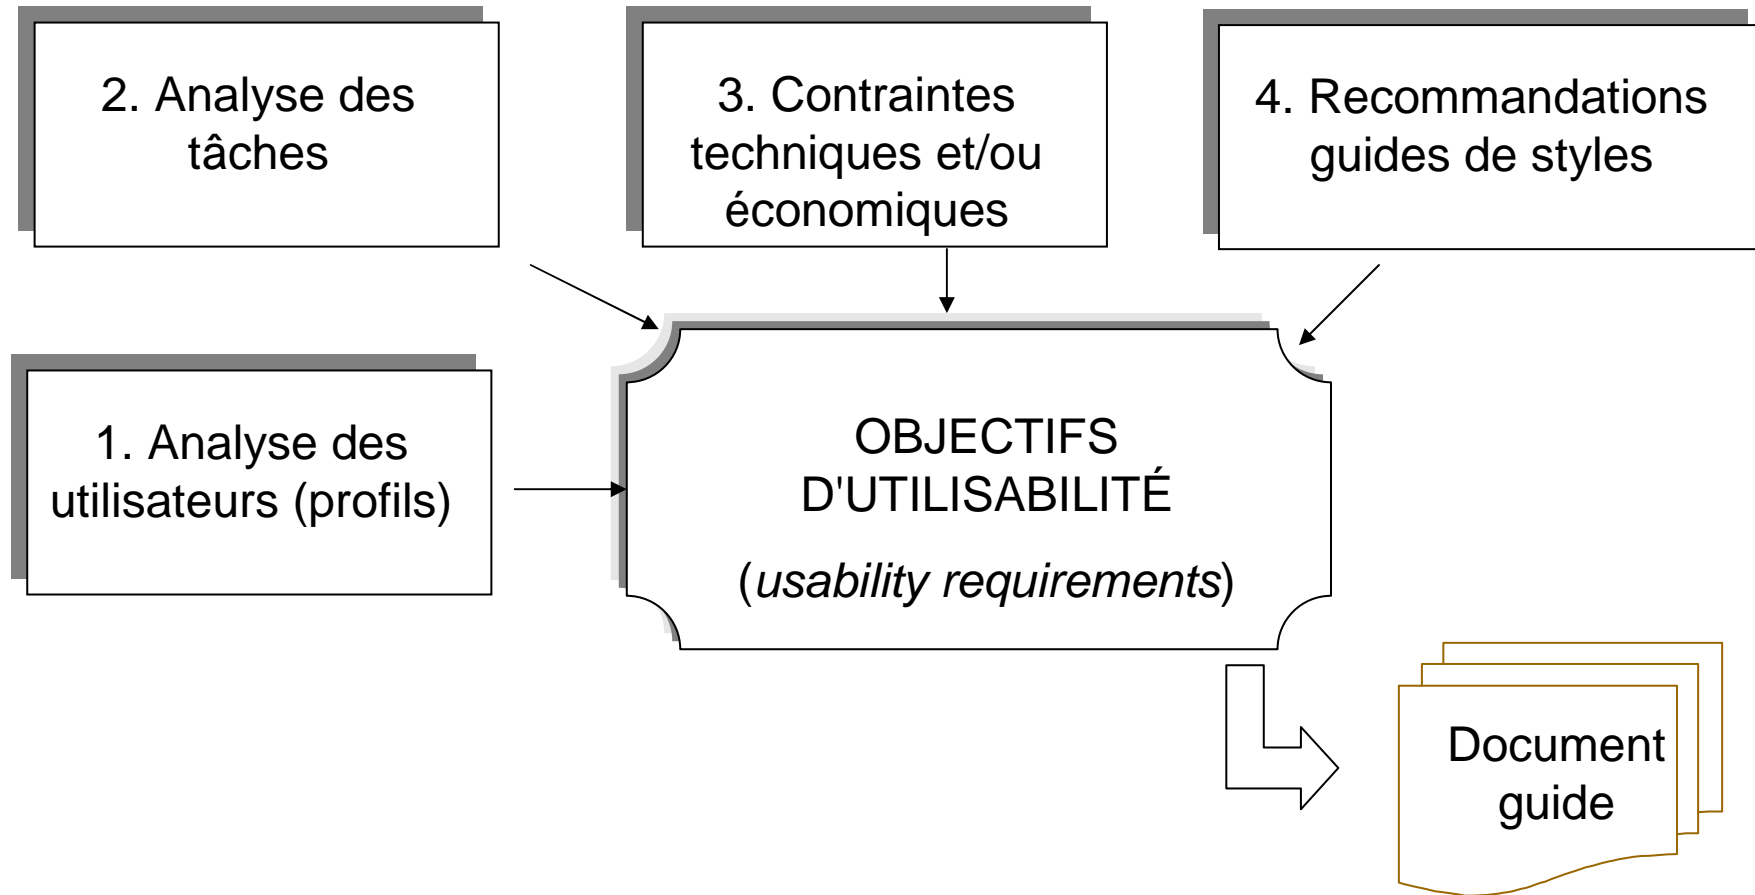 2. Analyse des
tâches
3. Contraintes
techniques et/ou
économiques
4. Recommandations
guides de styles
1. Analyse des
utilisateurs (profils)
OBJECTIFS
D'UTILISABILITÉ
(usability requirements)
Document
guide